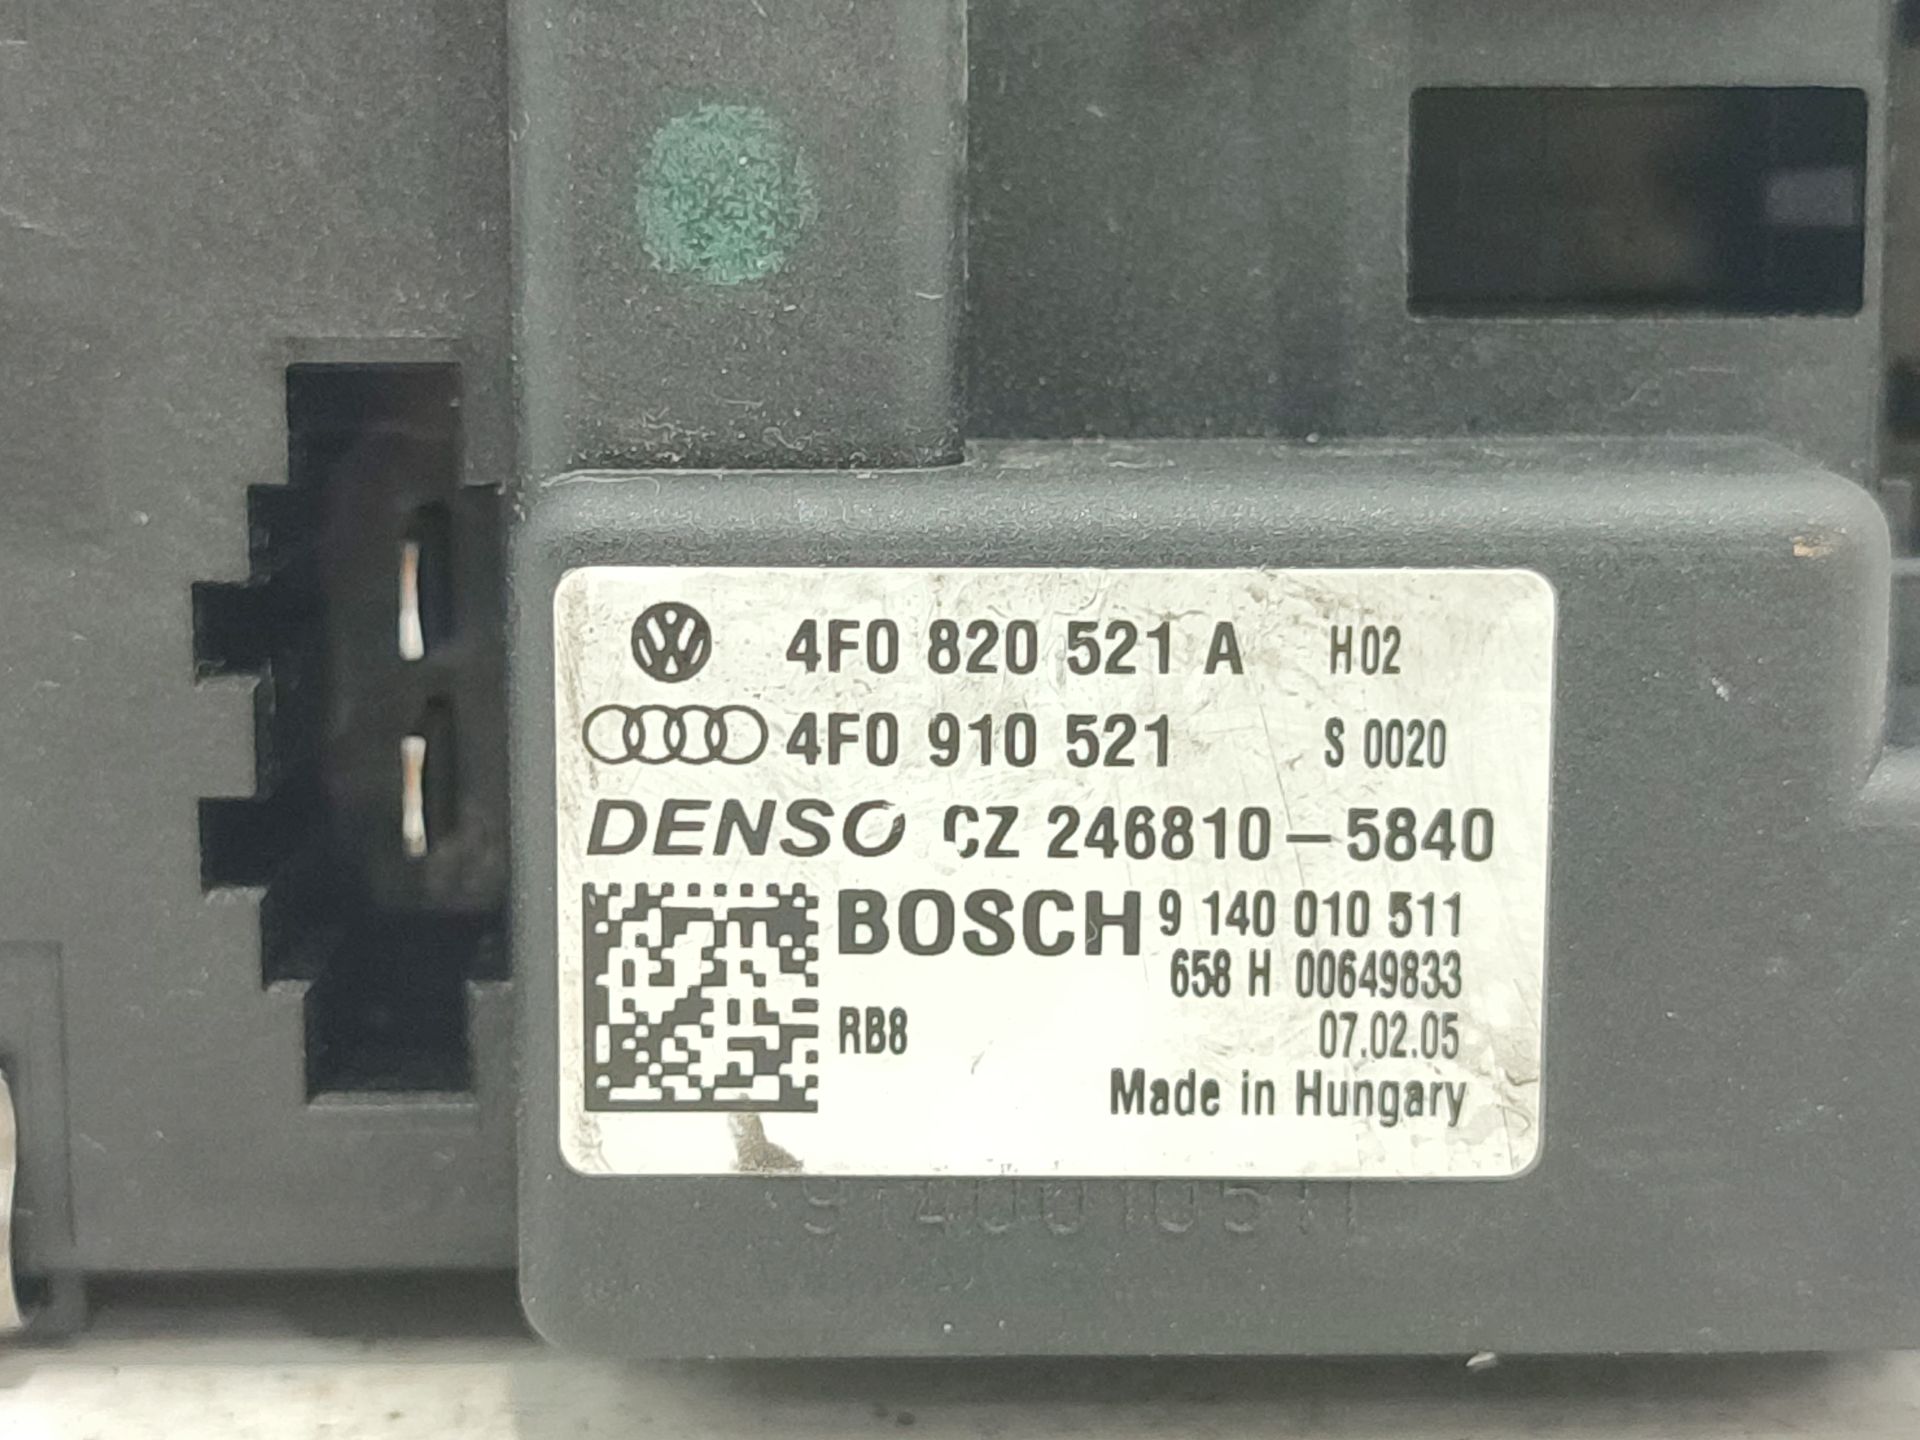 4F0 820 521 A H02
4F0 910 521 S 0020
DENSO CZ 246810-5840
BOSCH 9 140 010 511
658 H 00649833
RB8 07.02.05
Made in Hungary
9140010511